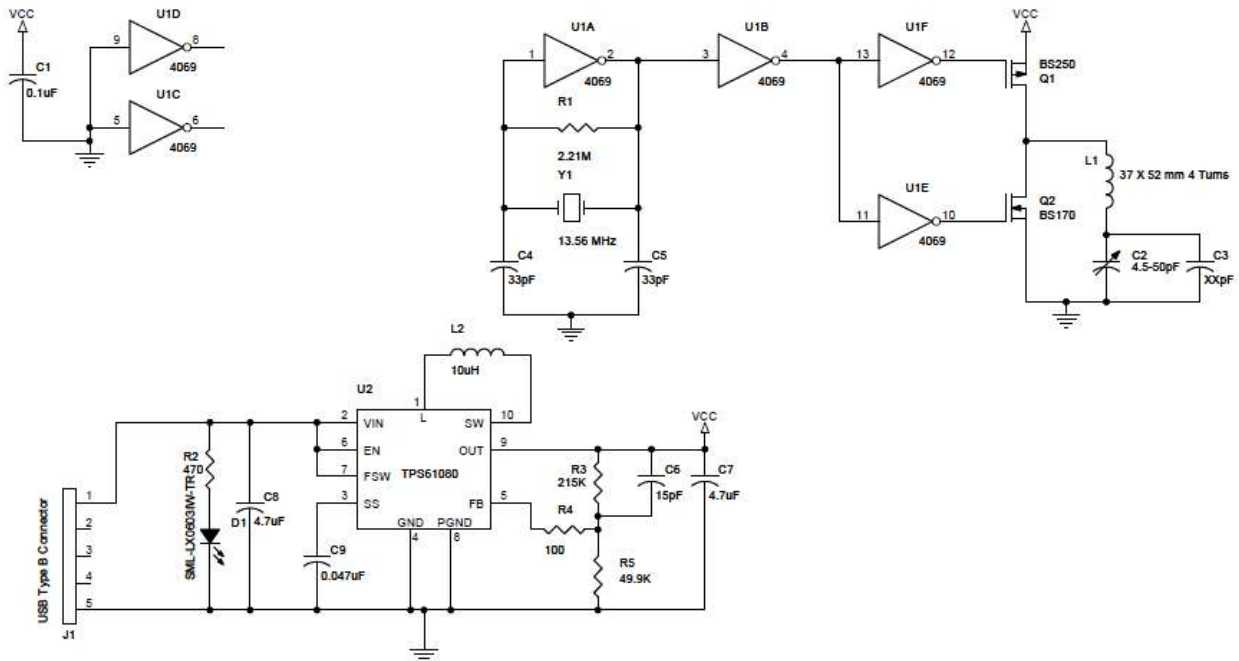 VCC
C1
0.1uF
9
U1D
8
4069
5
U1C
6
4069
1
U1A
2
4069
R1
2.21M
Y1
13.56 MHz
C4
33pF
C5
33pF
3
U1B
4
4069
13
U1F
12
4069
11
U1E
10
4069
VCC
BS250
Q1
Q2
BS170
L1
37 X 52 mm 4 Turns
C2
4.5-50pF
C3
XXpF
L2
10uH
U2
1
L
2
VIN
6
EN
7
FSW
3
SS
TPS61080
SW
10
OUT
9
FB
5
GND
4
PGND
8
R2
470
SML-LX0603IW-TR
D1
C8
4.7uF
C9
0.047uF
R3
215K
R4
100
R5
49.9K
C6
15pF
C7
4.7uF
VCC
USB Type B Connector
1
2
3
4
5
J1